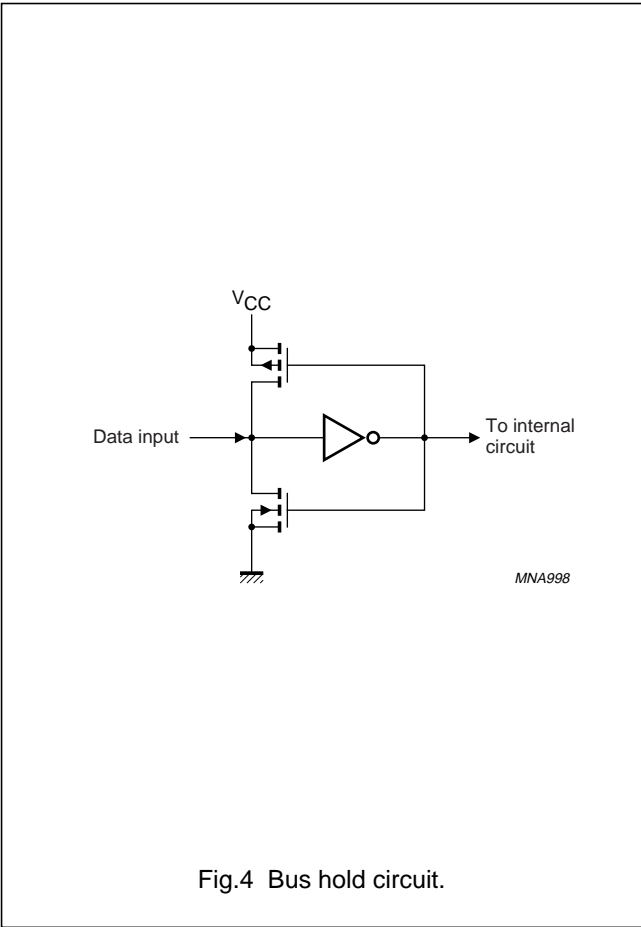 VCC
Data input
To internal
circuit
MNA998
Fig.4 Bus hold circuit.